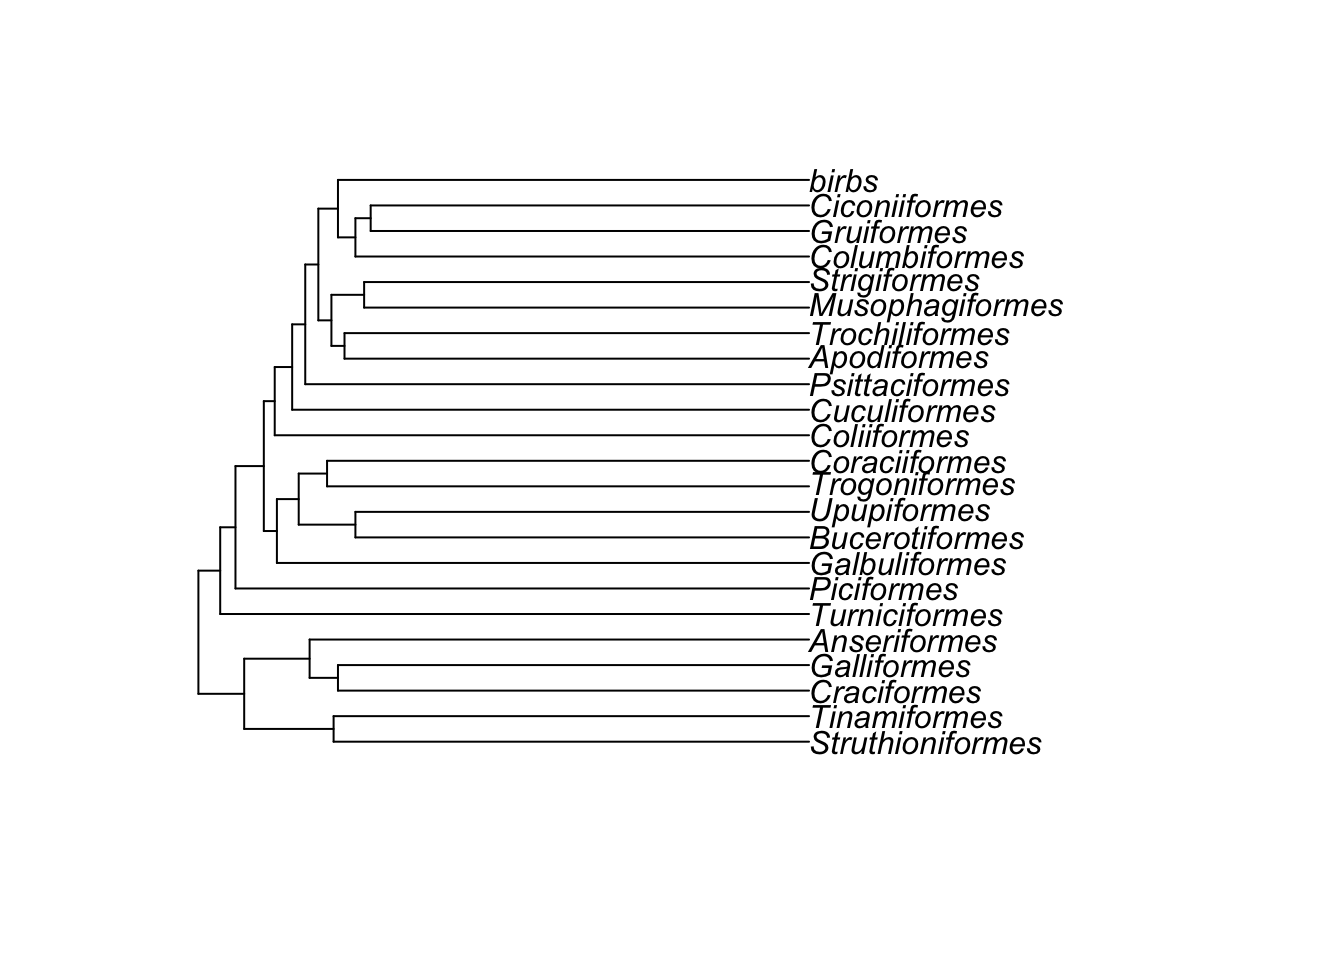 birbs
Ciconiiformes
Gruiformes
Columbiformes
Strigiformes
Musophagiformes
Trochiliformes
Apodiformes
Psittaciformes
Cuculiformes
Coliiformes
Coraciiformes
Trogoniformes
Upupiformes
Bucerotiformes
Galbuliformes
Piciformes
Turniciformes
Anseriformes
Galliformes
Craciformes
Tinamiformes
Struthioniformes